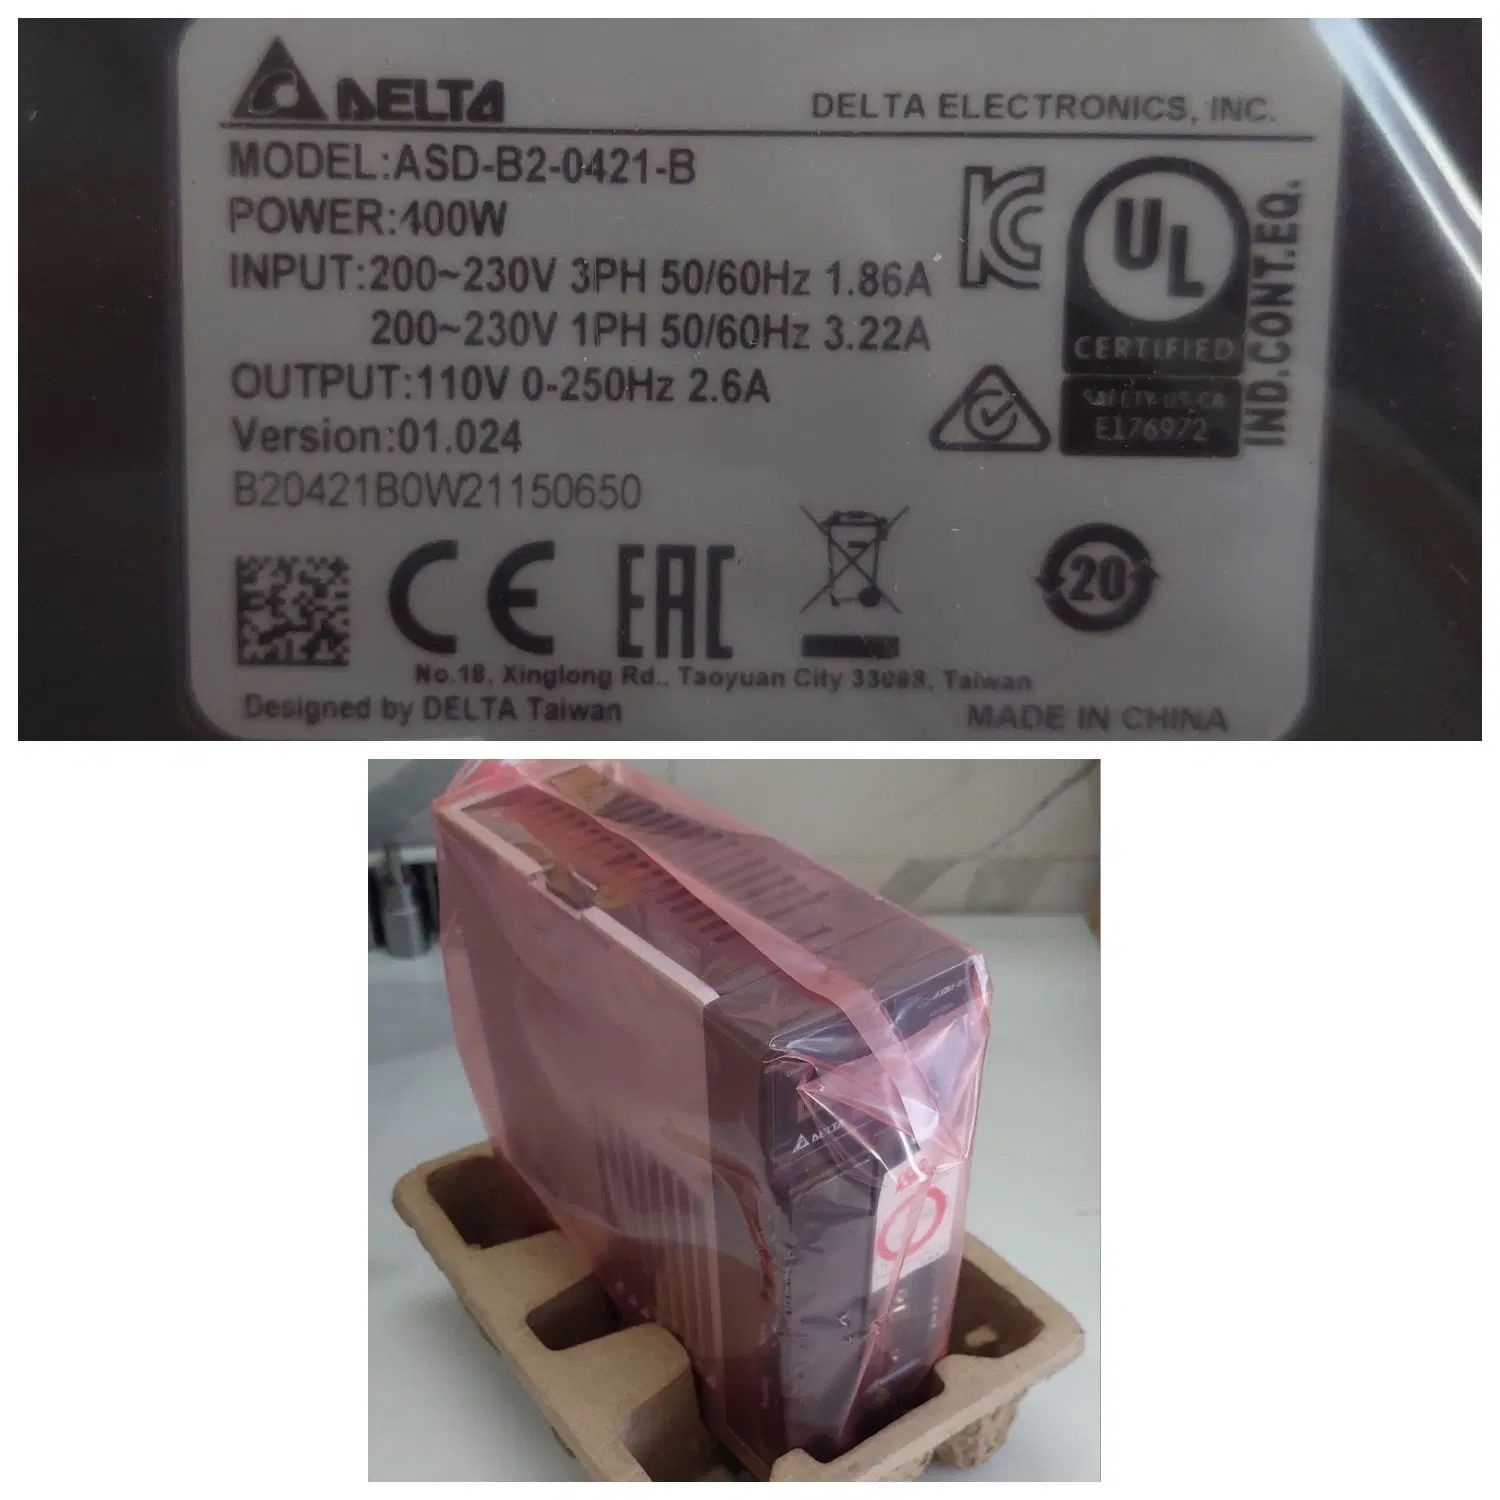 DELTA
DELTA ELECTRONICS, INC.
MODEL:ASD-B2-0421-B
POWER:400W
INPUT:200~230V 3PH 50/60Hz 1.86A
200~230V 1PH 50/60Hz 3.22A
OUTPUT:110V 0-250Hz 2.6A
Version:01.024
B20421B0W21150650
UL
CERTIFIED
SAFETY US CA
E176972
IND.CONT.EQ.
CE
EAC
20
No.18, Xinglong Rd., Taoyuan City 33068, Taiwan
Designed by DELTA Taiwan
MADE IN CHINA
DELTA